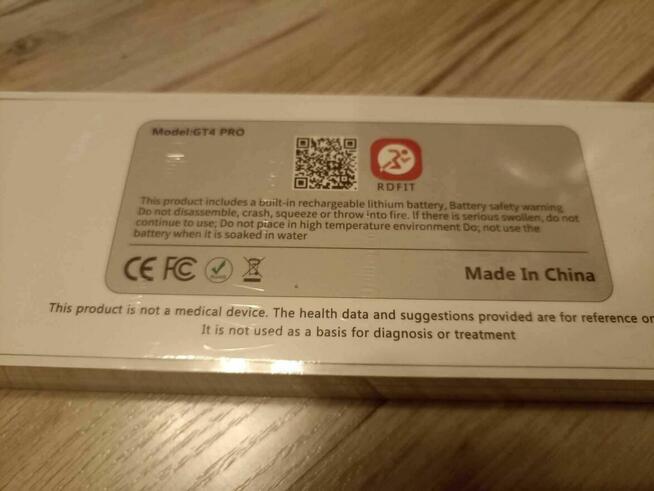 Model:GT4 PRO
RDFIT
This product includes a built-in rechargeable lithium battery, Battery safety warning
Do not disassemble, crash, squeeze or throw into fire. If there is serious swollen, do not
continue to use; Do not place in high temperature environment Do; not use the
battery when it is soaked in water
CE FC
Made In China
This product is not a medical device. The health data and suggestions provided are for reference or
It is not used as a basis for diagnosis or treatment